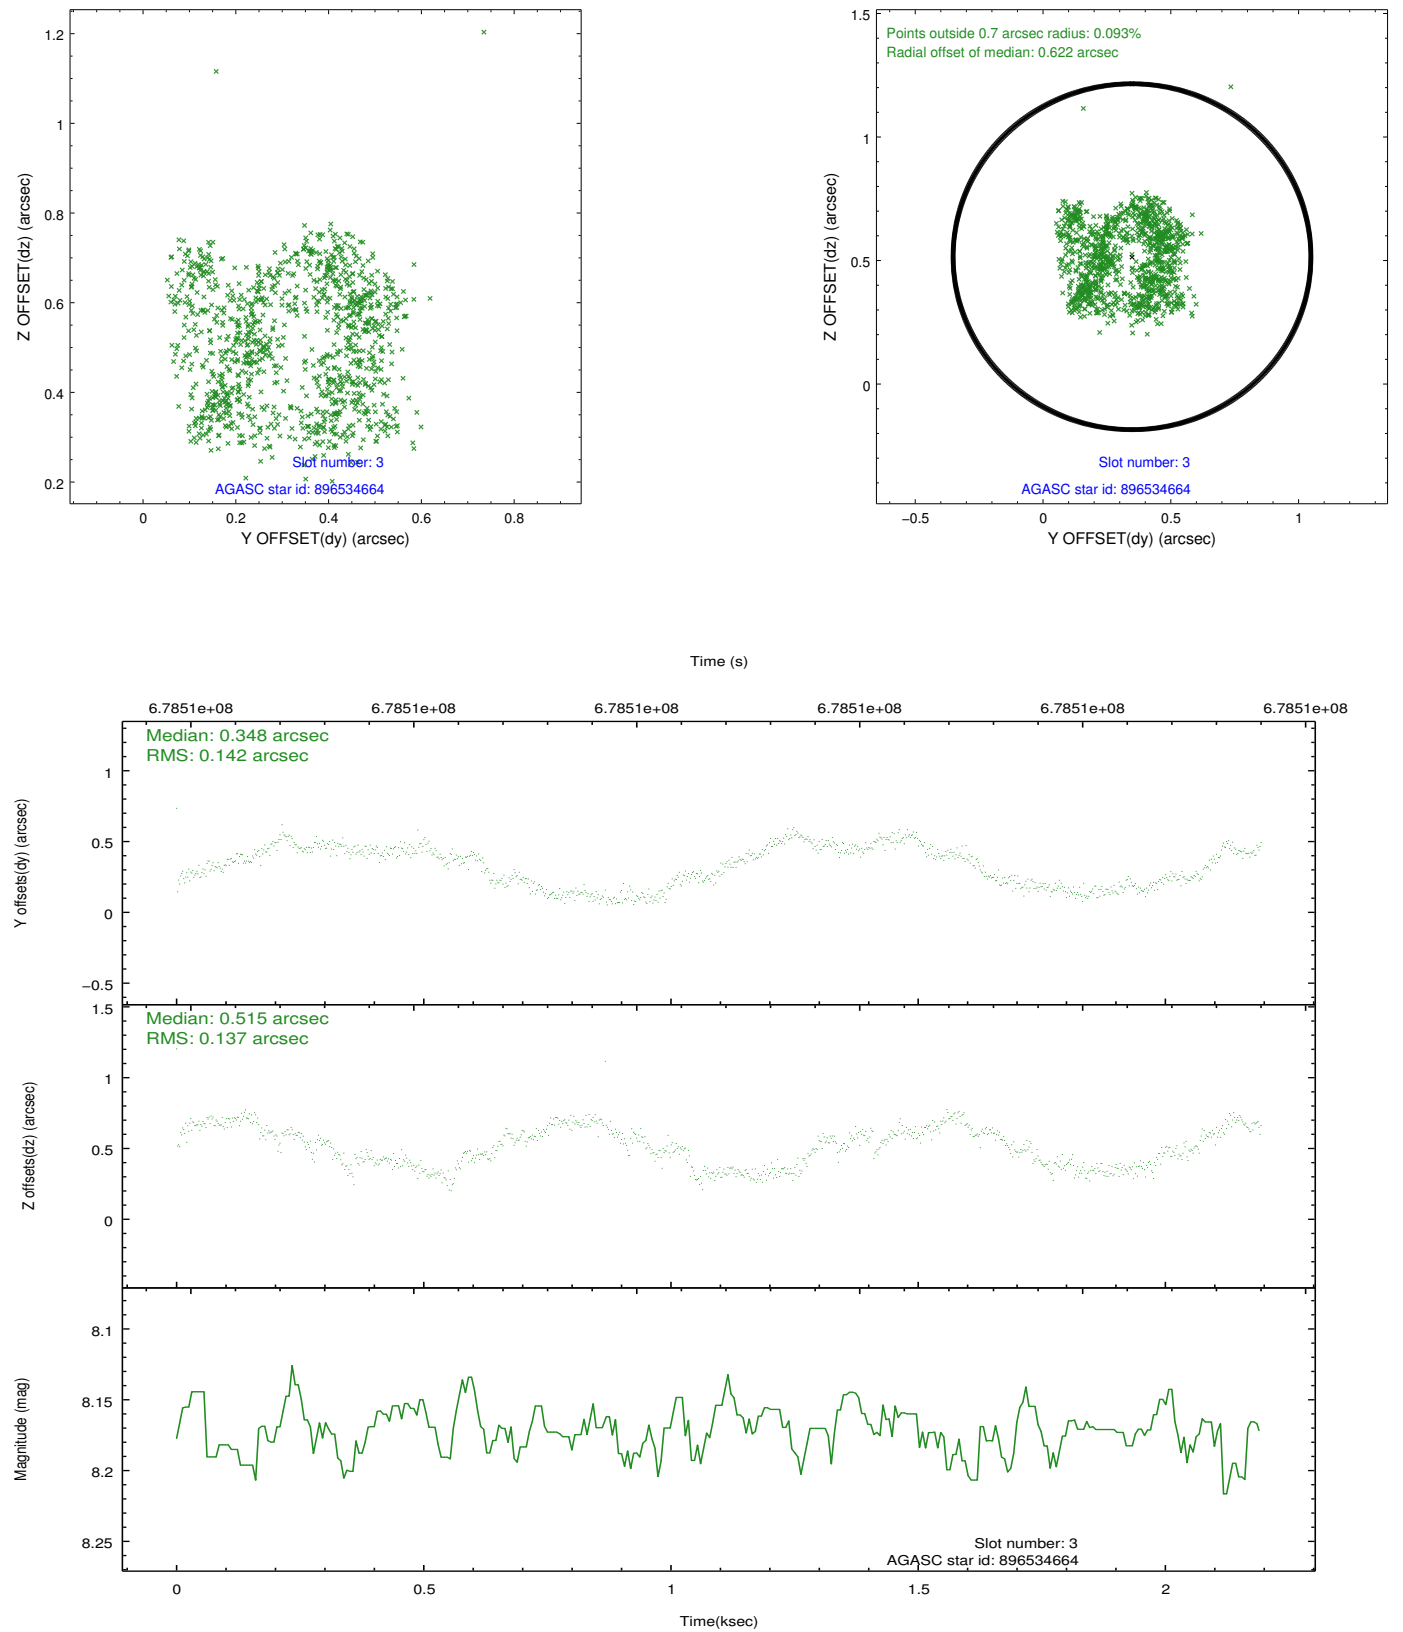 1.2
1
0.8
0.6
0.4
0.2
Z OFFSET(dz) (arcsec)
Slot number: 3
AGASC star id: 896534664
0 0.2 0.4 0.6 0.8
Y OFFSET(dy) (arcsec)
Points outside 0.7 arcsec radius: 0.093%
Radial offset of median: 0.622 arcsec
1.5
1
0.5
0
Z OFFSET(dz) (arcsec)
Slot number: 3
AGASC star id: 896534664
−0.5 0 0.5 1
Y OFFSET(dy) (arcsec)
Time (s)
6.7851e+08 6.7851e+08 6.7851e+08 6.7851e+08 6.7851e+08 6.7851e+08
Median: 0.348 arcsec
RMS: 0.142 arcsec
1
0.5
0
−0.5
Y offsets(dy) (arcsec)
Median: 0.515 arcsec
RMS: 0.137 arcsec
1.5
1
0.5
0
Z offsets(dz) (arcsec)
8.1
8.15
8.2
8.25
Magnitude (mag)
Slot number: 3
AGASC star id: 896534664
0 0.5 1 1.5 2
Time(ksec)